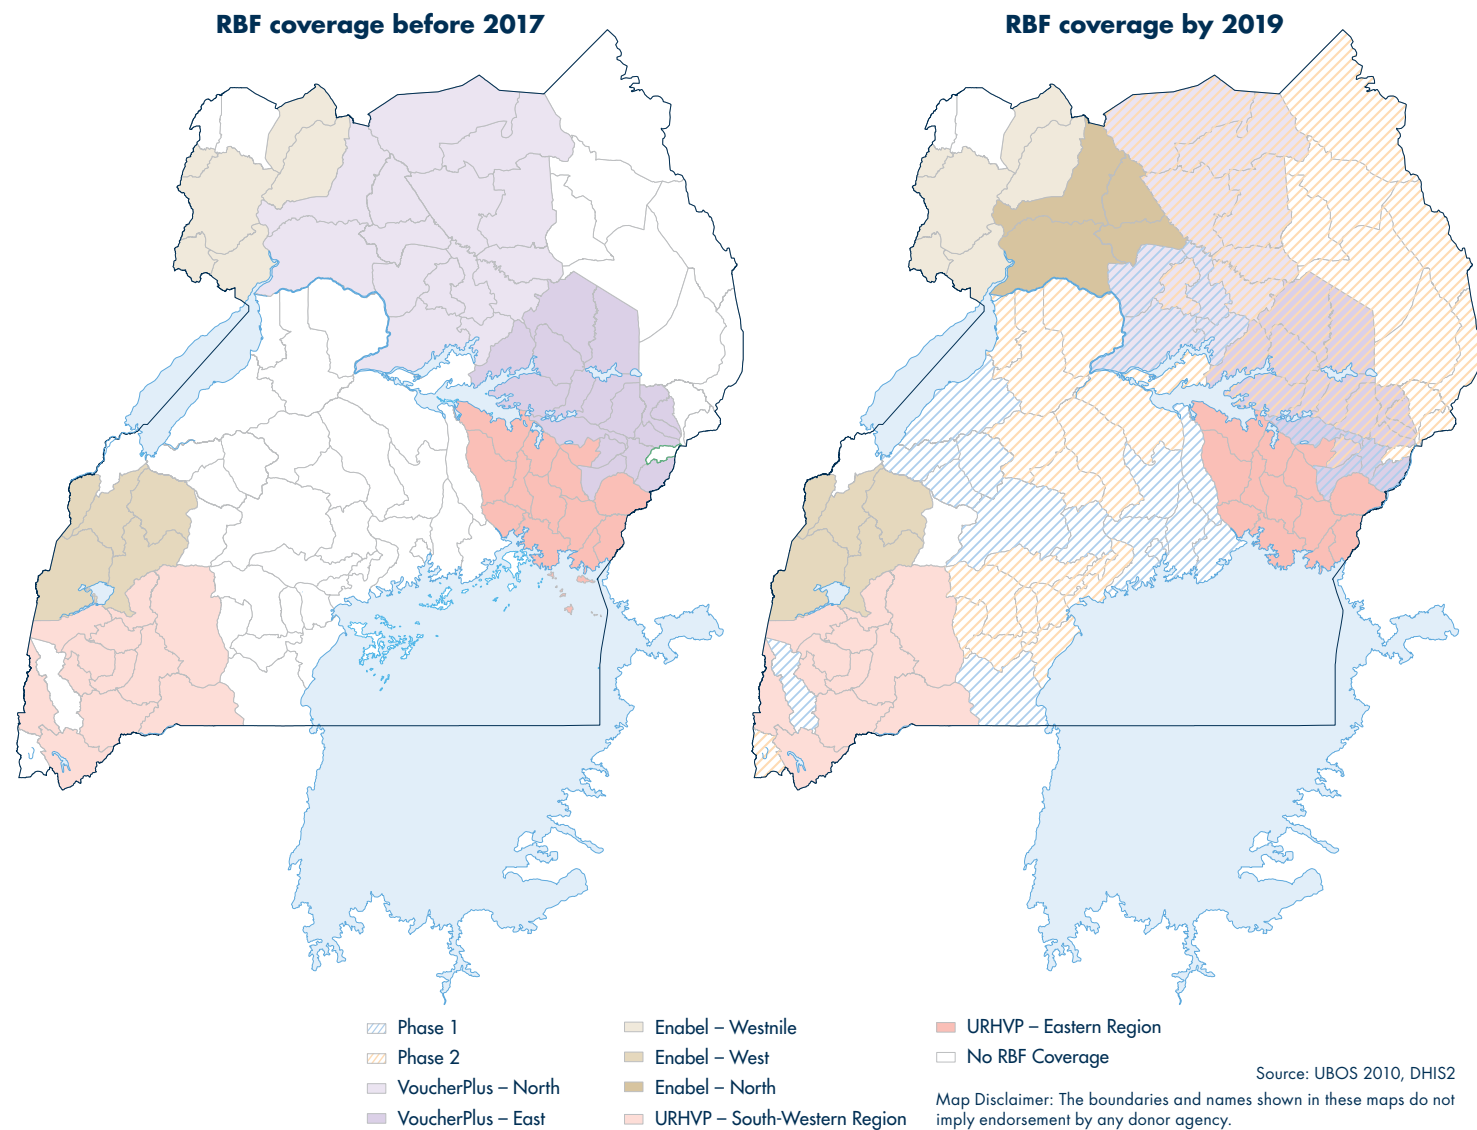 RBF coverage before 2017
RBF coverage by 2019
Phase 1
Phase 2
VoucherPlus – North
VoucherPlus – East
Enabel – Westnile
Enabel – West
Enabel – North
URHVP – South-Western Region
URHVP – Eastern Region
No RBF Coverage
Source: UBOS 2010, DHIS2
Map Disclaimer: The boundaries and names shown in these maps do not
imply endorsement by any donor agency.